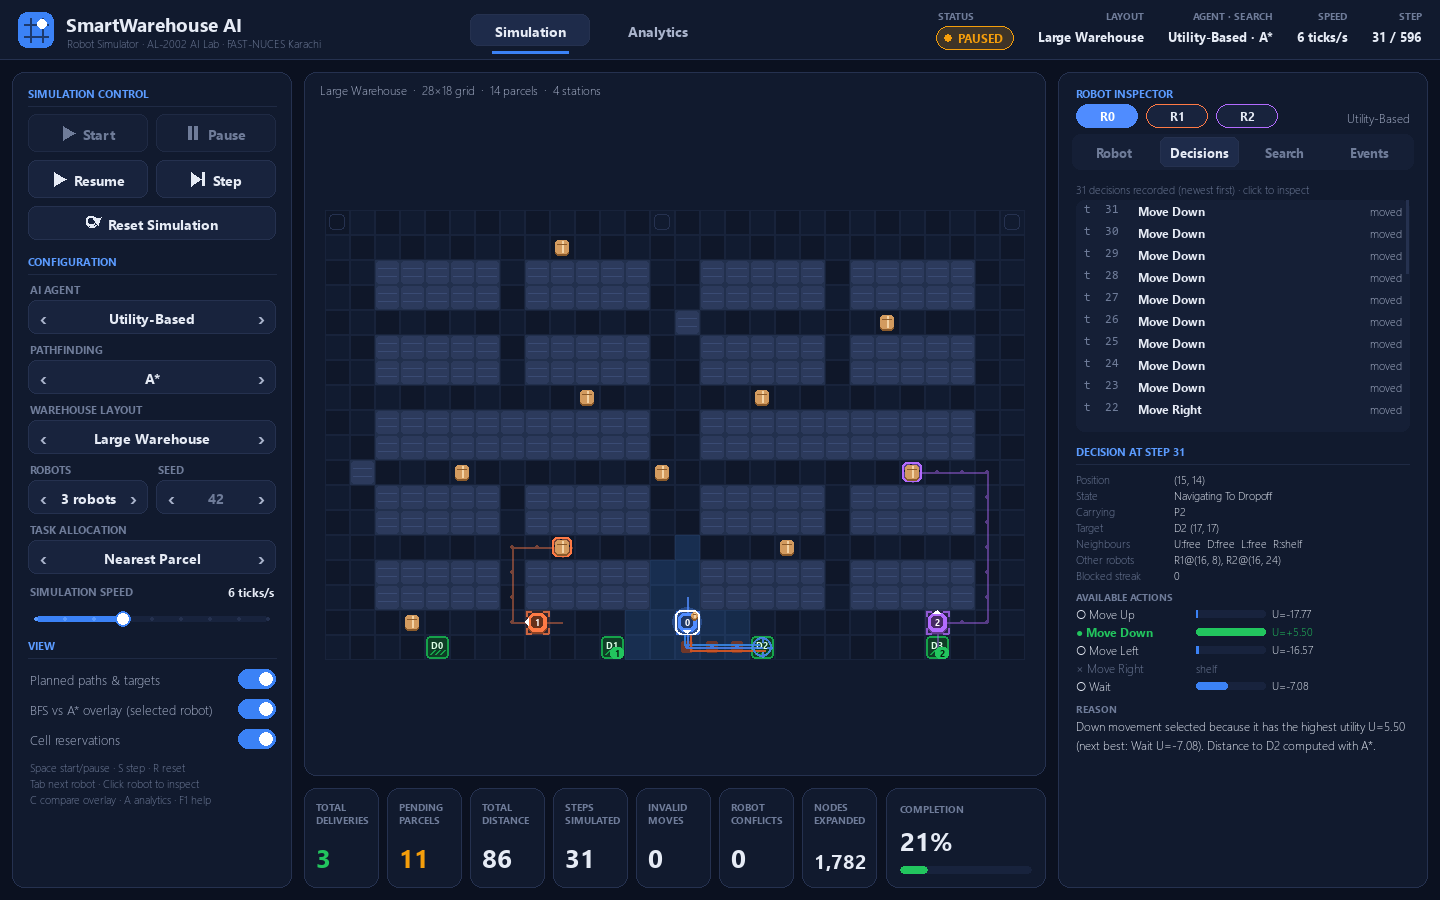 SmartWarehouse AI
Robot Simulator · AL-2002 AI Lab · FAST-NUCES Karachi
Simulation
Analytics
STATUS
PAUSED
LAYOUT
Large Warehouse
AGENT · SEARCH
Utility-Based · A*
SPEED
6 ticks/s
STEP
31 / 596
SIMULATION CONTROL
Start
Pause
Resume
Step
Reset Simulation
CONFIGURATION
AI AGENT
‹ Utility-Based ›
PATHFINDING
‹ A* ›
WAREHOUSE LAYOUT
‹ Large Warehouse ›
ROBOTS
SEED
‹ 3 robots ›
‹ 42 ›
TASK ALLOCATION
‹ Nearest Parcel ›
SIMULATION SPEED
6 ticks/s
VIEW
Planned paths & targets
BFS vs A* overlay (selected robot)
Cell reservations
Space start/pause · S step · R reset
Tab next robot · Click robot to inspect
C compare overlay · A analytics · F1 help
Large Warehouse · 28×18 grid · 14 parcels · 4 stations
1
0
2
D0
D1
1
D2
D3
2
TOTAL DELIVERIES
3
PENDING PARCELS
11
TOTAL DISTANCE
86
STEPS SIMULATED
31
INVALID MOVES
0
ROBOT CONFLICTS
0
NODES EXPANDED
1,782
COMPLETION
21%
ROBOT INSPECTOR
R0
R1
R2
Utility-Based
Robot
Decisions
Search
Events
31 decisions recorded (newest first) · click to inspect
t 31 Move Down moved
t 30 Move Down moved
t 29 Move Down moved
t 28 Move Down moved
t 27 Move Down moved
t 26 Move Down moved
t 25 Move Down moved
t 24 Move Down moved
t 23 Move Down moved
t 22 Move Right moved
DECISION AT STEP 31
Position (15, 14)
State Navigating To Dropoff
Carrying P2
Target D2 (17, 17)
Neighbours U:free D:free L:free R:shelf
Other robots R1@(16, 8), R2@(16, 24)
Blocked streak 0
AVAILABLE ACTIONS
Move Up U=-17.77
Move Down U=+5.50
Move Left U=-16.57
× Move Right shelf
Wait U=-7.08
REASON
Down movement selected because it has the highest utility U=5.50
(next best: Wait U=-7.08). Distance to D2 computed with A*.